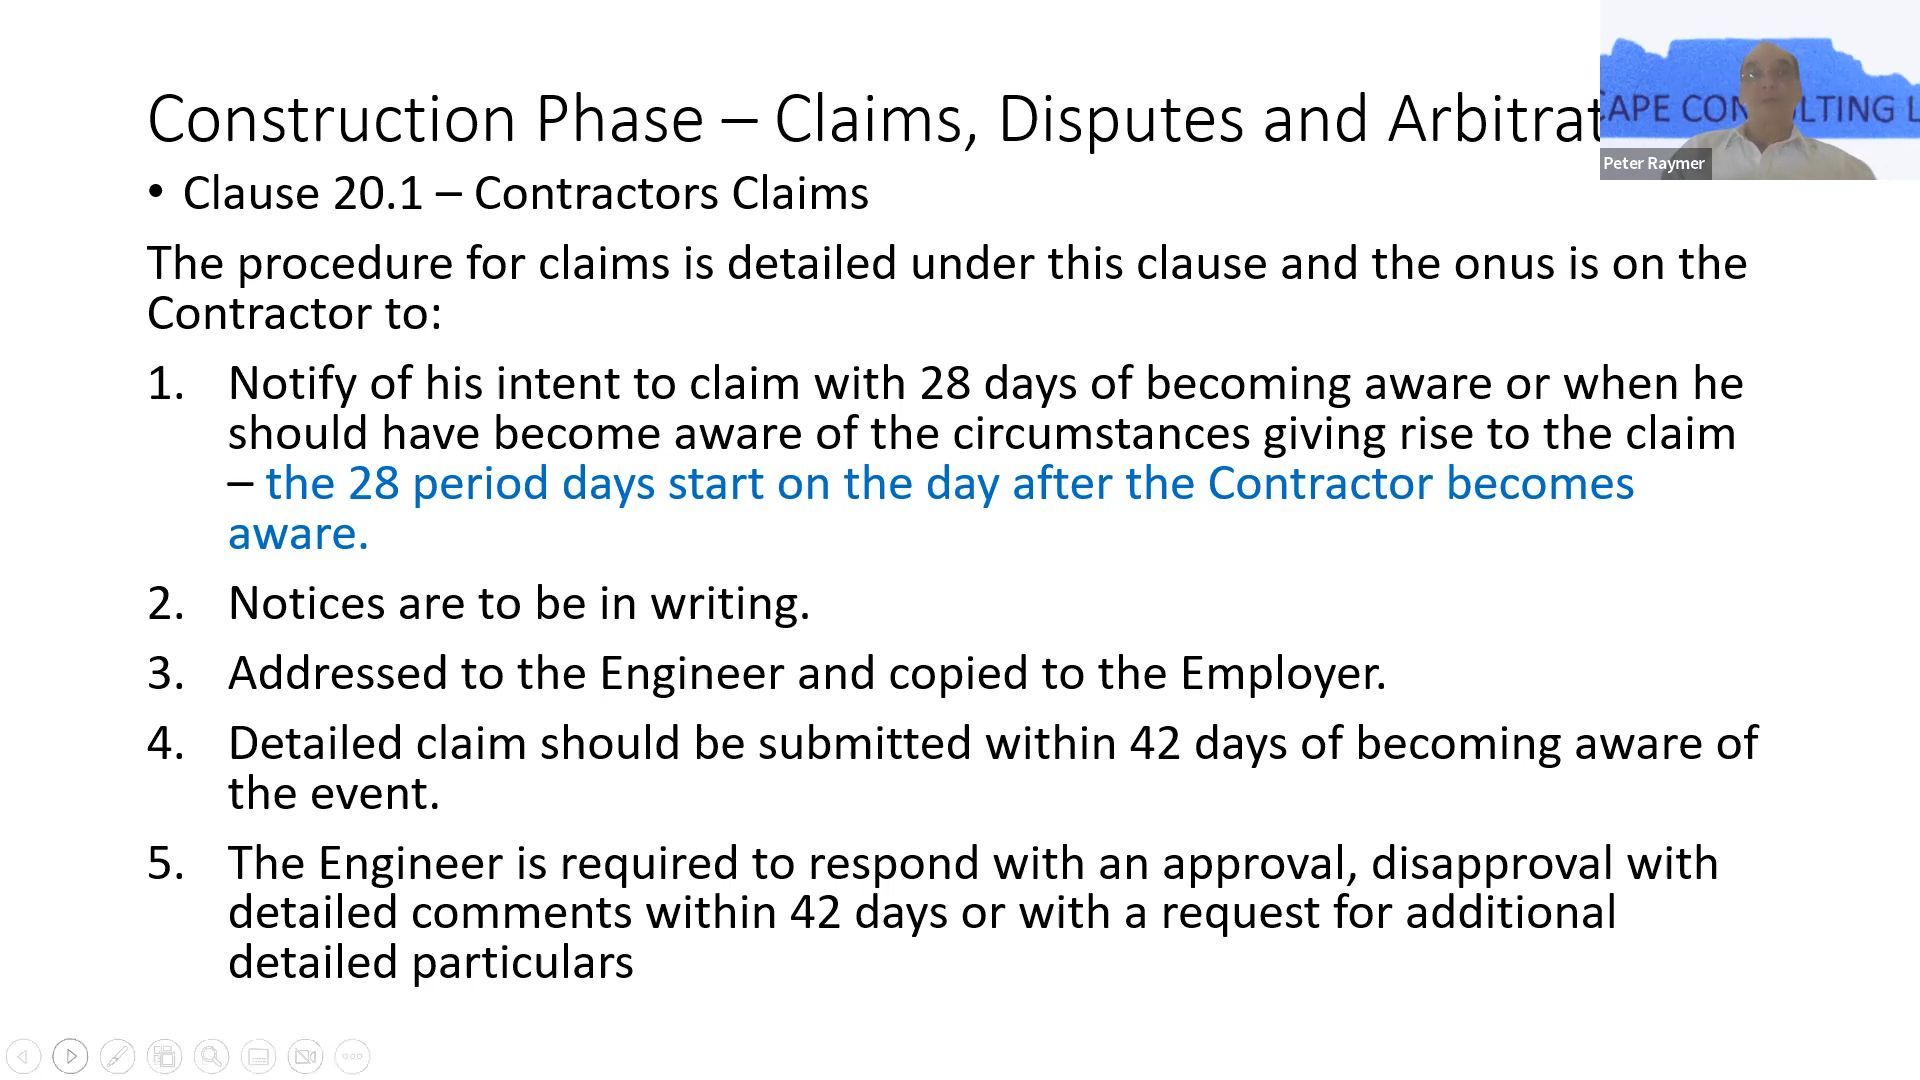 Construction Phase – Claims, Disputes and Arbitrat
CAPE CON LTING L
Peter Raymer
• Clause 20.1 – Contractors Claims
The procedure for claims is detailed under this clause and the onus is on the
Contractor to:
1. Notify of his intent to claim with 28 days of becoming aware or when he
should have become aware of the circumstances giving rise to the claim
– the 28 period days start on the day after the Contractor becomes
aware.
2. Notices are to be in writing.
3. Addressed to the Engineer and copied to the Employer.
4. Detailed claim should be submitted within 42 days of becoming aware of
the event.
5. The Engineer is required to respond with an approval, disapproval with
detailed comments within 42 days or with a request for additional
detailed particulars